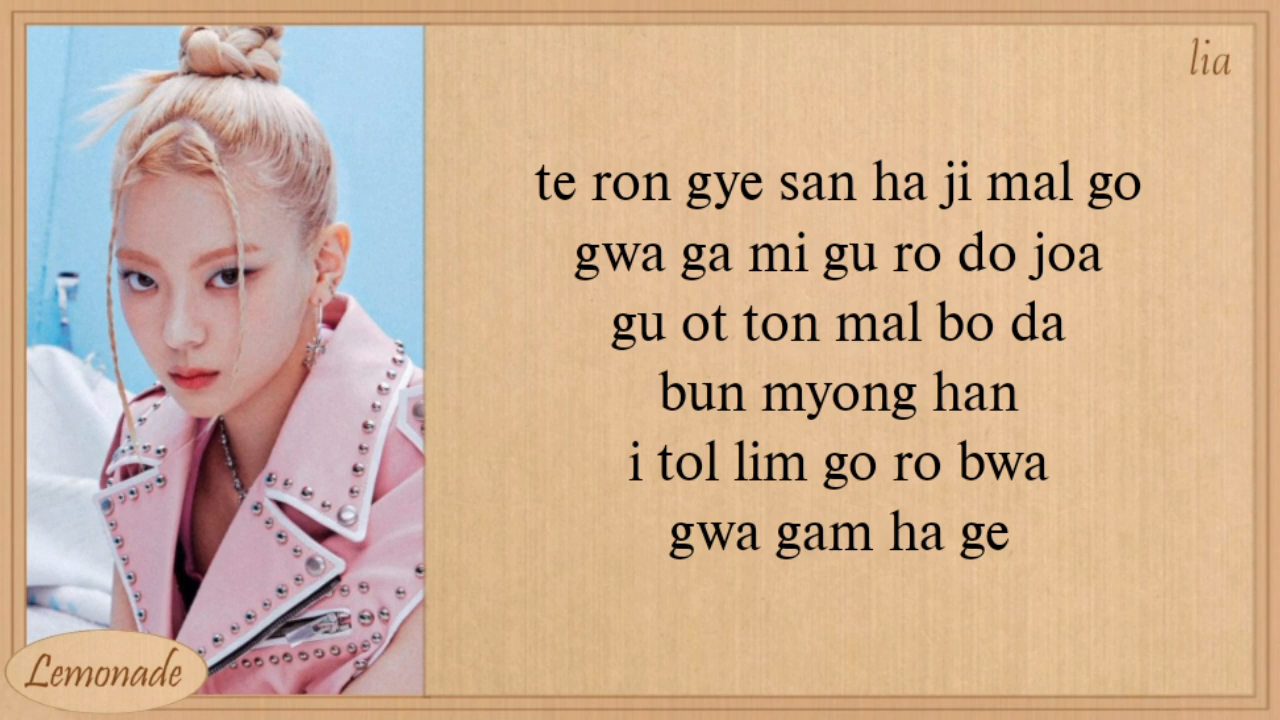 lia
te ron gye san ha ji mal go
gwa ga mi gu ro do joa
gu ot ton mal bo da
bun myong han
i tol lim go ro bwa
gwa gam ha ge
Lemonade